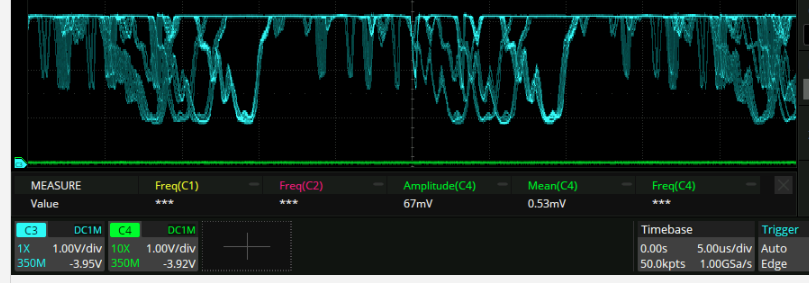 MEASURE Freq(C1) Freq(C2) Amplitude(C4) Mean(C4) Freq(C4)
Value *** *** 67mV 0.53mV ***
C3 DC1M C4 DC1M Timebase Trigger
1X 1.00V/div 10X 1.00V/div 0.00s 5.00us/div Auto
350M -3.95V 350M -3.92V 50.0kpts 1.00GSa/s Edge